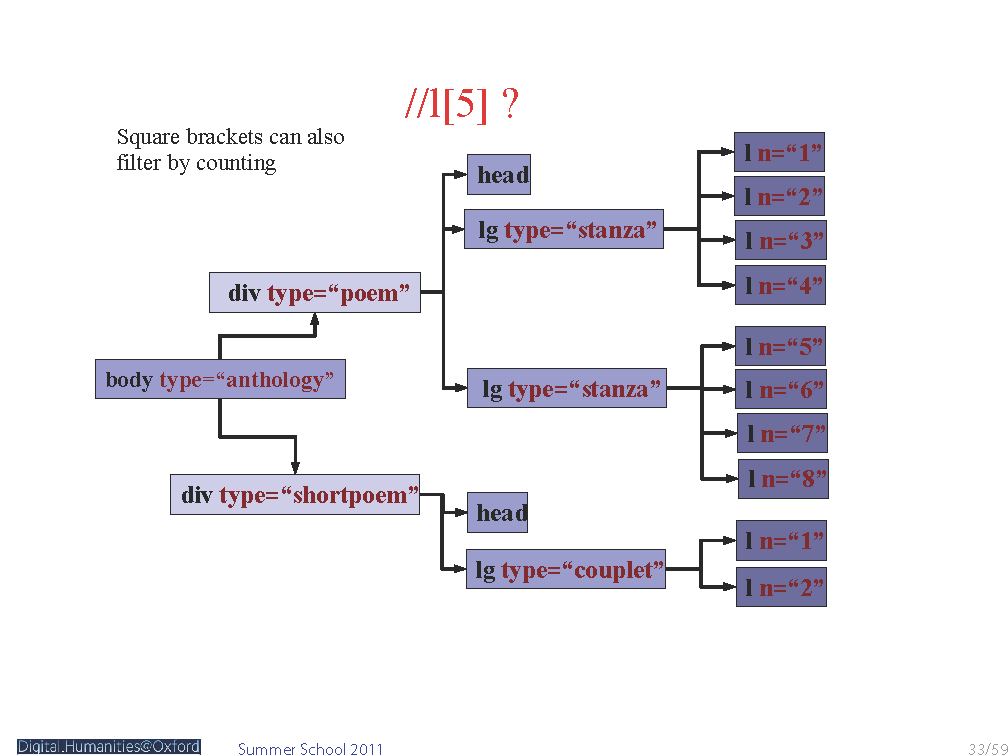 //l[5] ?
Square brackets can also
filter by counting
head
lg type=“stanza”
l n=“1”
l n=“2”
l n=“3”
l n=“4”
div type=“poem”
body type=“anthology”
lg type=“stanza”
l n=“5”
l n=“6”
l n=“7”
l n=“8”
div type=“shortpoem”
head
lg type=“couplet”
l n=“1”
l n=“2”
Digital.Humanities@Oxford
Summer School 2011
33/59